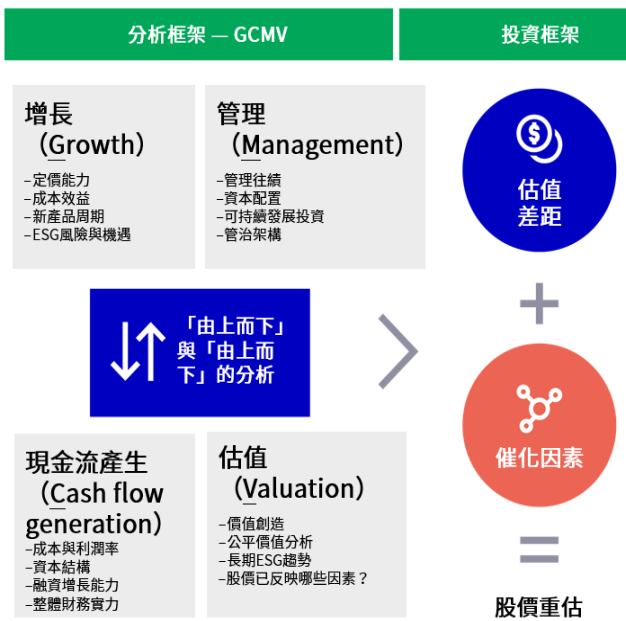 分析框架 — GCMV
投資框架
增長
（Growth）
–定價能力
–成本效益
–新產品周期
–ESG風險與機遇
管理
（Management）
–管理往績
–資本配置
–可持續發展投資
–管治架構
「由上而下」
與「由上而
下」的分析
現金流產生
（Cash flow
generation）
–成本與利潤率
–資本結構
–融資增長能力
–整體財務實力
估值
（Valuation）
–價值創造
–公平價值分析
–長期ESG趨勢
–股價已反映哪些因素？
估值
差距
+
催化因素
=
股價重估